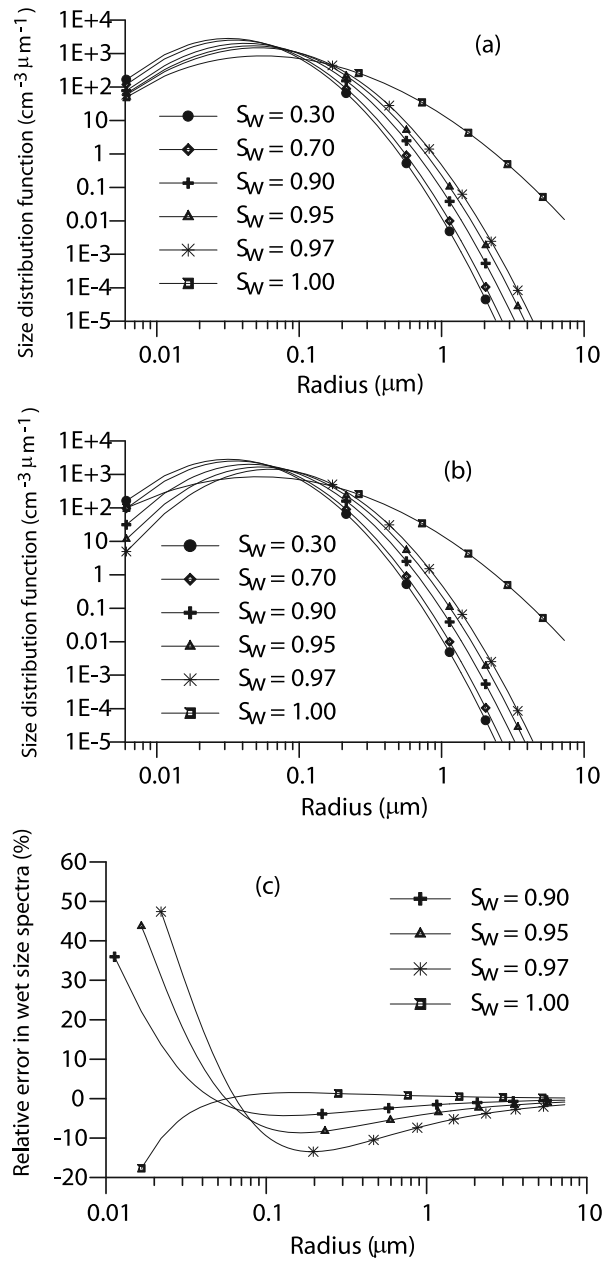 1E+4
1E+3
1E+2
10
1
0.1
0.01
1E-3
1E-4
1E-5
Size distribution function (cm⁻³ µm⁻¹)
(a)
S_W = 0.30
S_W = 0.70
S_W = 0.90
S_W = 0.95
S_W = 0.97
S_W = 1.00
0.01 0.1 1 10
Radius (µm)
1E+4
1E+3
1E+2
10
1
0.1
0.01
1E-3
1E-4
1E-5
Size distribution function (cm⁻³ µm⁻¹)
(b)
S_W = 0.30
S_W = 0.70
S_W = 0.90
S_W = 0.95
S_W = 0.97
S_W = 1.00
0.01 0.1 1 10
Radius (µm)
60
50
40
30
20
10
0
-10
-20
Relative error in wet size spectra (%)
(c)
S_W = 0.90
S_W = 0.95
S_W = 0.97
S_W = 1.00
0.01 0.1 1 10
Radius (µm)